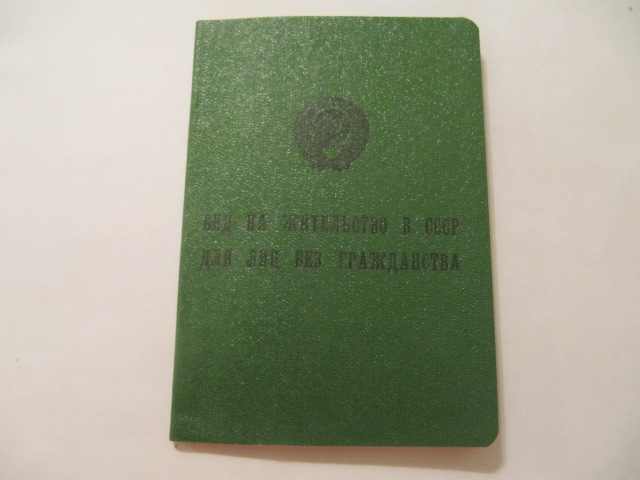 ВИД НА ЖИТЕЛЬСТВО В СССР
ДЛЯ ЛИЦ БЕЗ ГРАЖДАНСТВА